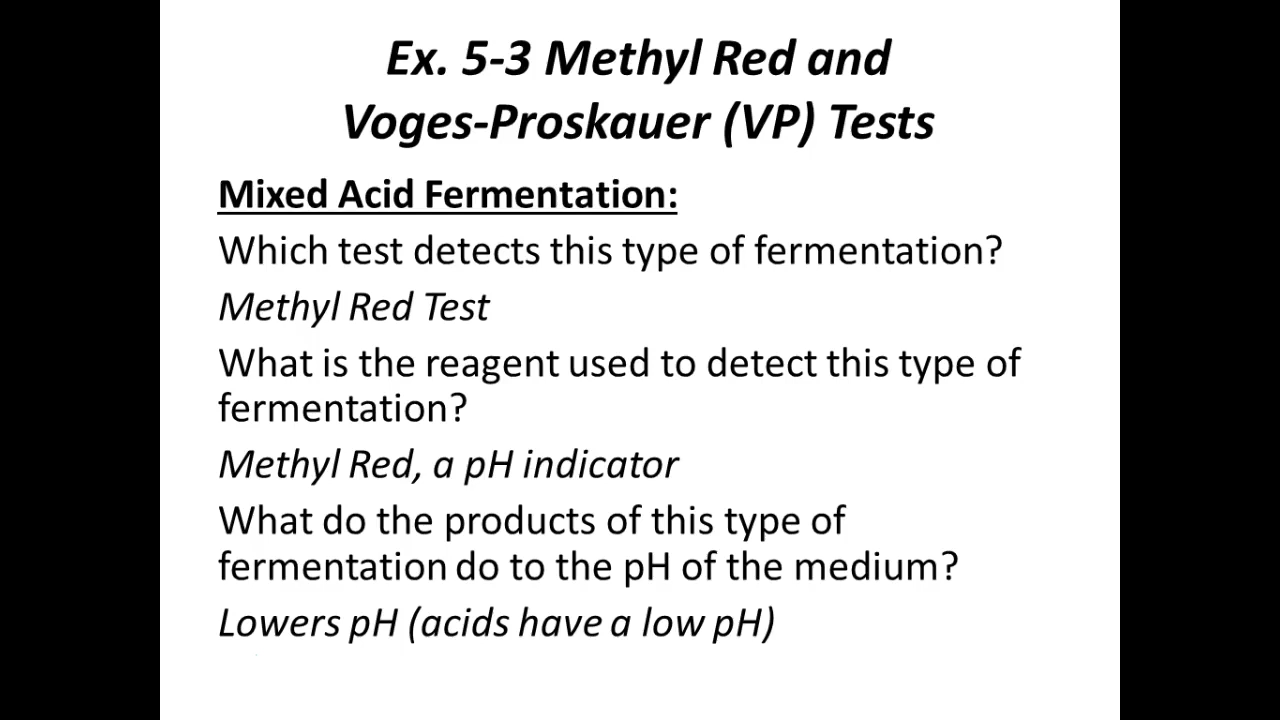 Ex. 5-3 Methyl Red and
Voges-Proskauer (VP) Tests
Mixed Acid Fermentation:
Which test detects this type of fermentation?
Methyl Red Test
What is the reagent used to detect this type of
fermentation?
Methyl Red, a pH indicator
What do the products of this type of
fermentation do to the pH of the medium?
Lowers pH (acids have a low pH)